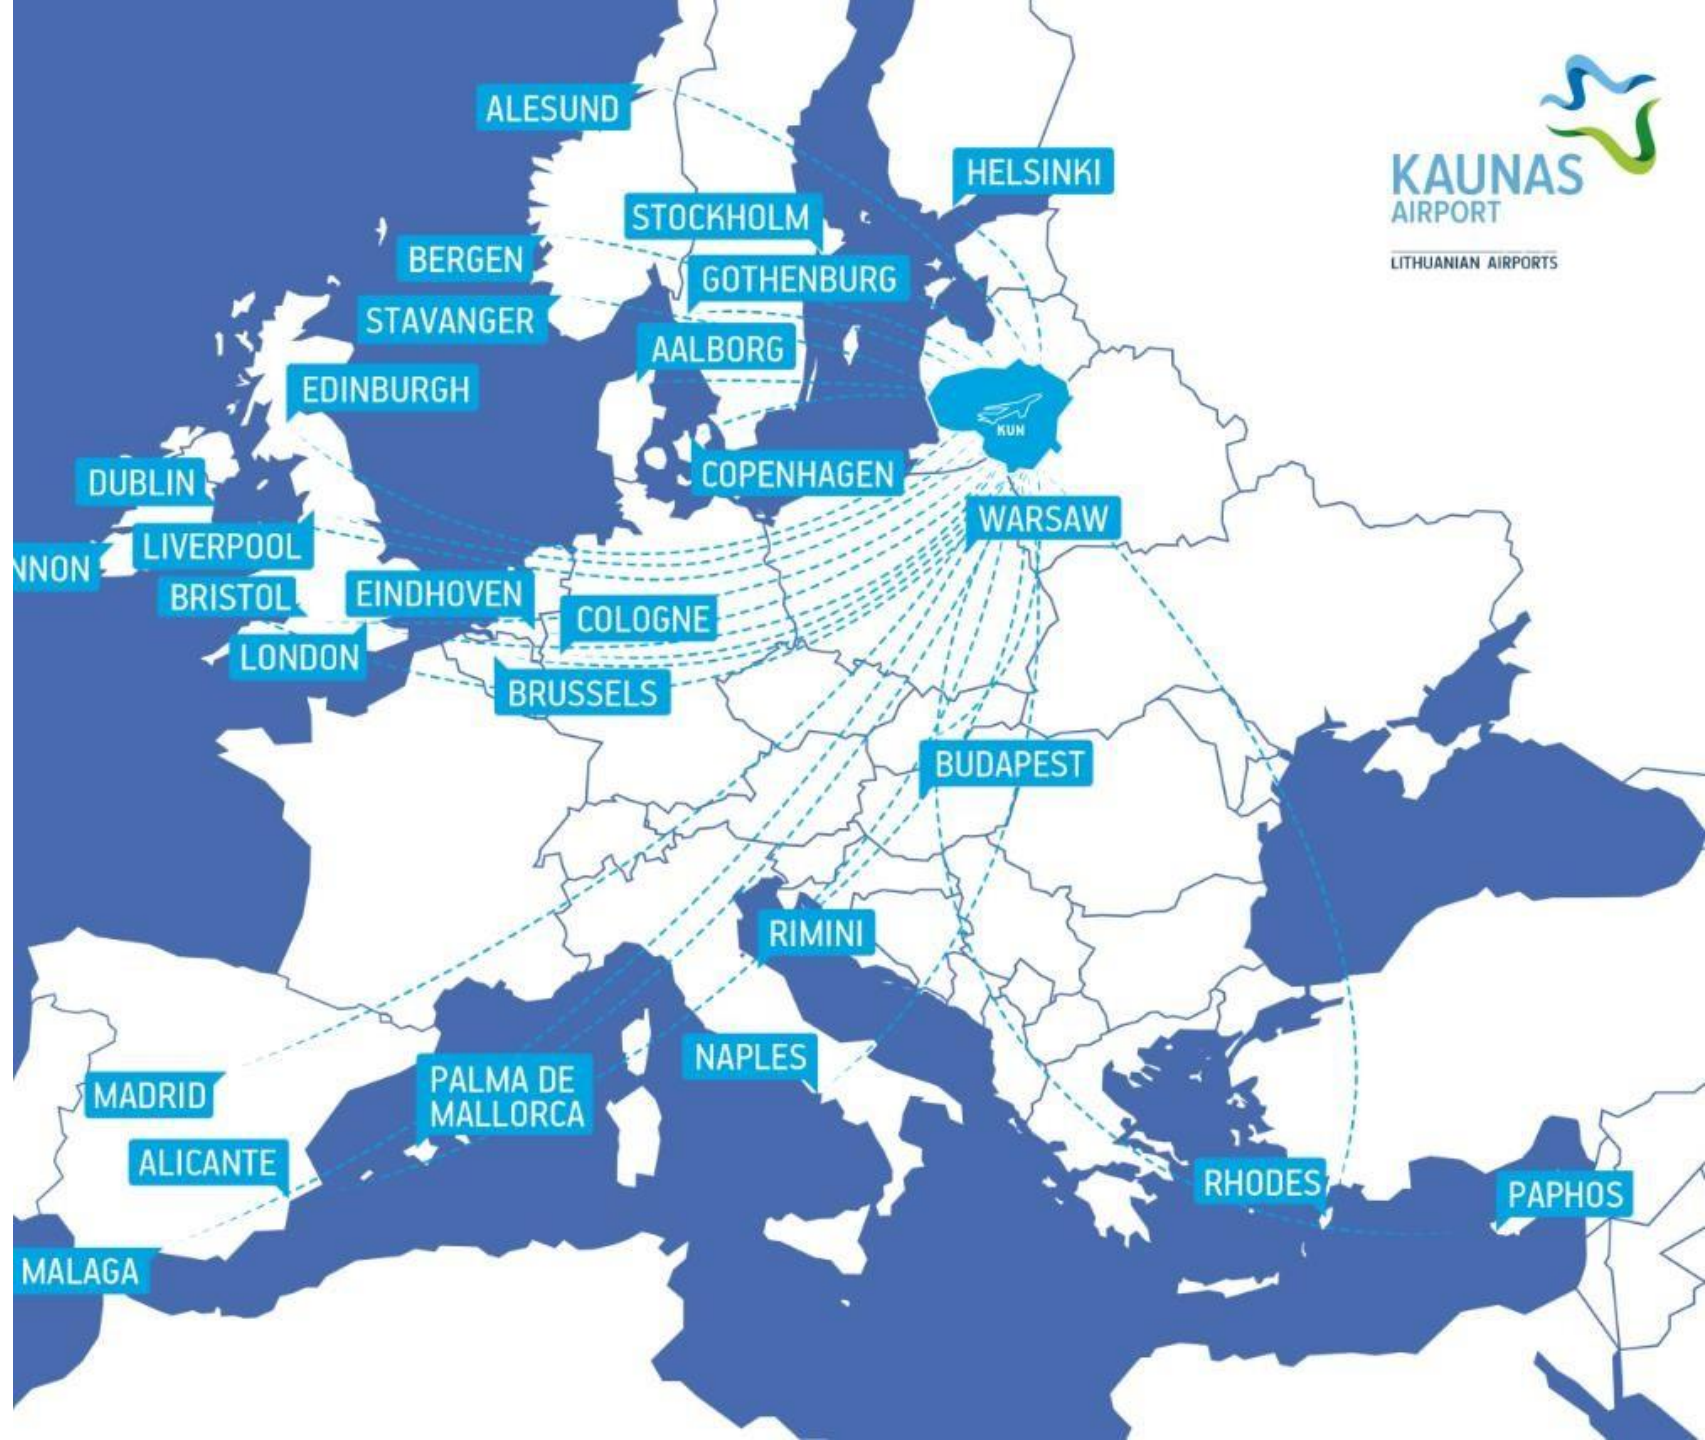 ALESUND
KAUNAS
AIRPORT
LITHUANIAN AIRPORTS
HELSINKI
STOCKHOLM
BERGEN
GOTHENBURG
STAVANGER
AALBORG
EDINBURGH
KUN
DUBLIN
COPENHAGEN
WARSAW
LIVERPOOL
NNON
BRISTOL
EINDHOVEN
COLOGNE
LONDON
BRUSSELS
BUDAPEST
RIMINI
NAPLES
PALMA DE
MALLORCA
MADRID
ALICANTE
RHODES
PAPHOS
MALAGA